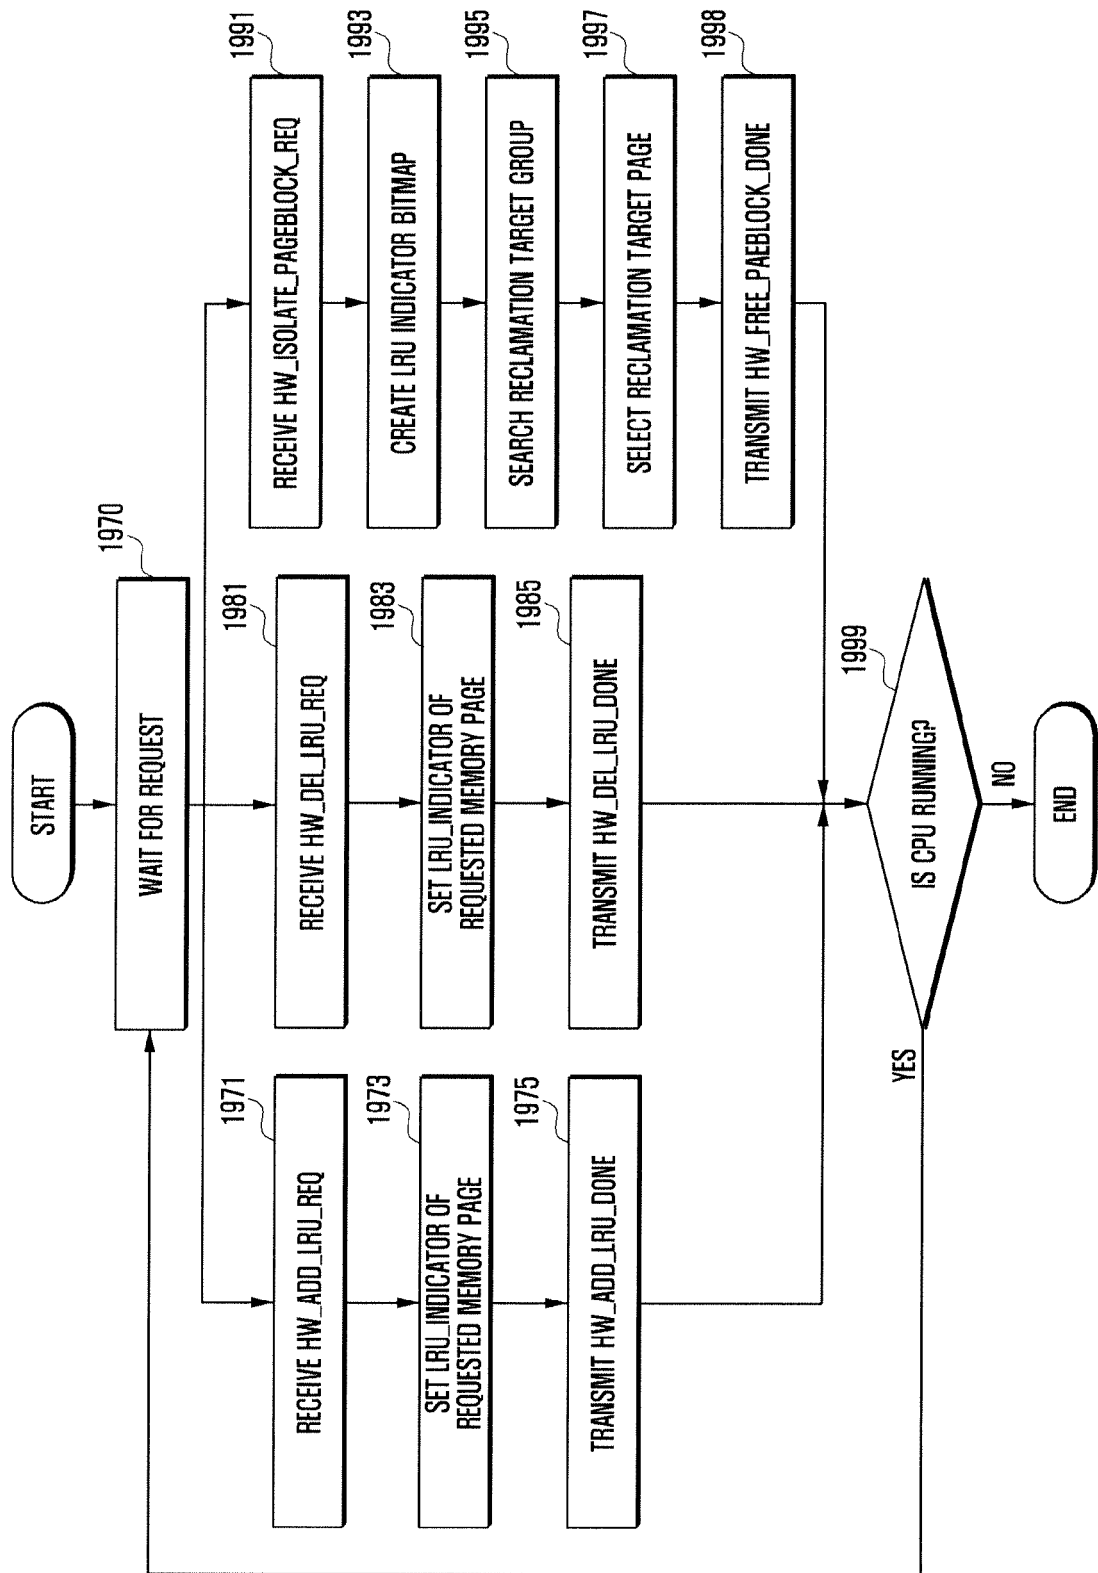 START
1970
WAIT FOR REQUEST
1971
RECEIVE HW_ADD_LRU_REQ
1973
SET LRU_INDICATOR OF
REQUESTED MEMORY PAGE
1975
TRANSMIT HW_ADD_LRU_DONE
1981
RECEIVE HW_DEL_LRU_REQ
1983
SET LRU_INDICATOR OF
REQUESTED MEMORY PAGE
1985
TRANSMIT HW_DEL_LRU_DONE
1991
RECEIVE HW_ISOLATE_PAGEBLOCK_REQ
1993
CREATE LRU INDICATOR BITMAP
1995
SEARCH RECLAMATION TARGET GROUP
1997
SELECT RECLAMATION TARGET PAGE
1998
TRANSMIT HW_FREE_PAEBLOCK_DONE
1999
IS CPU RUNNING?
YES
NO
END